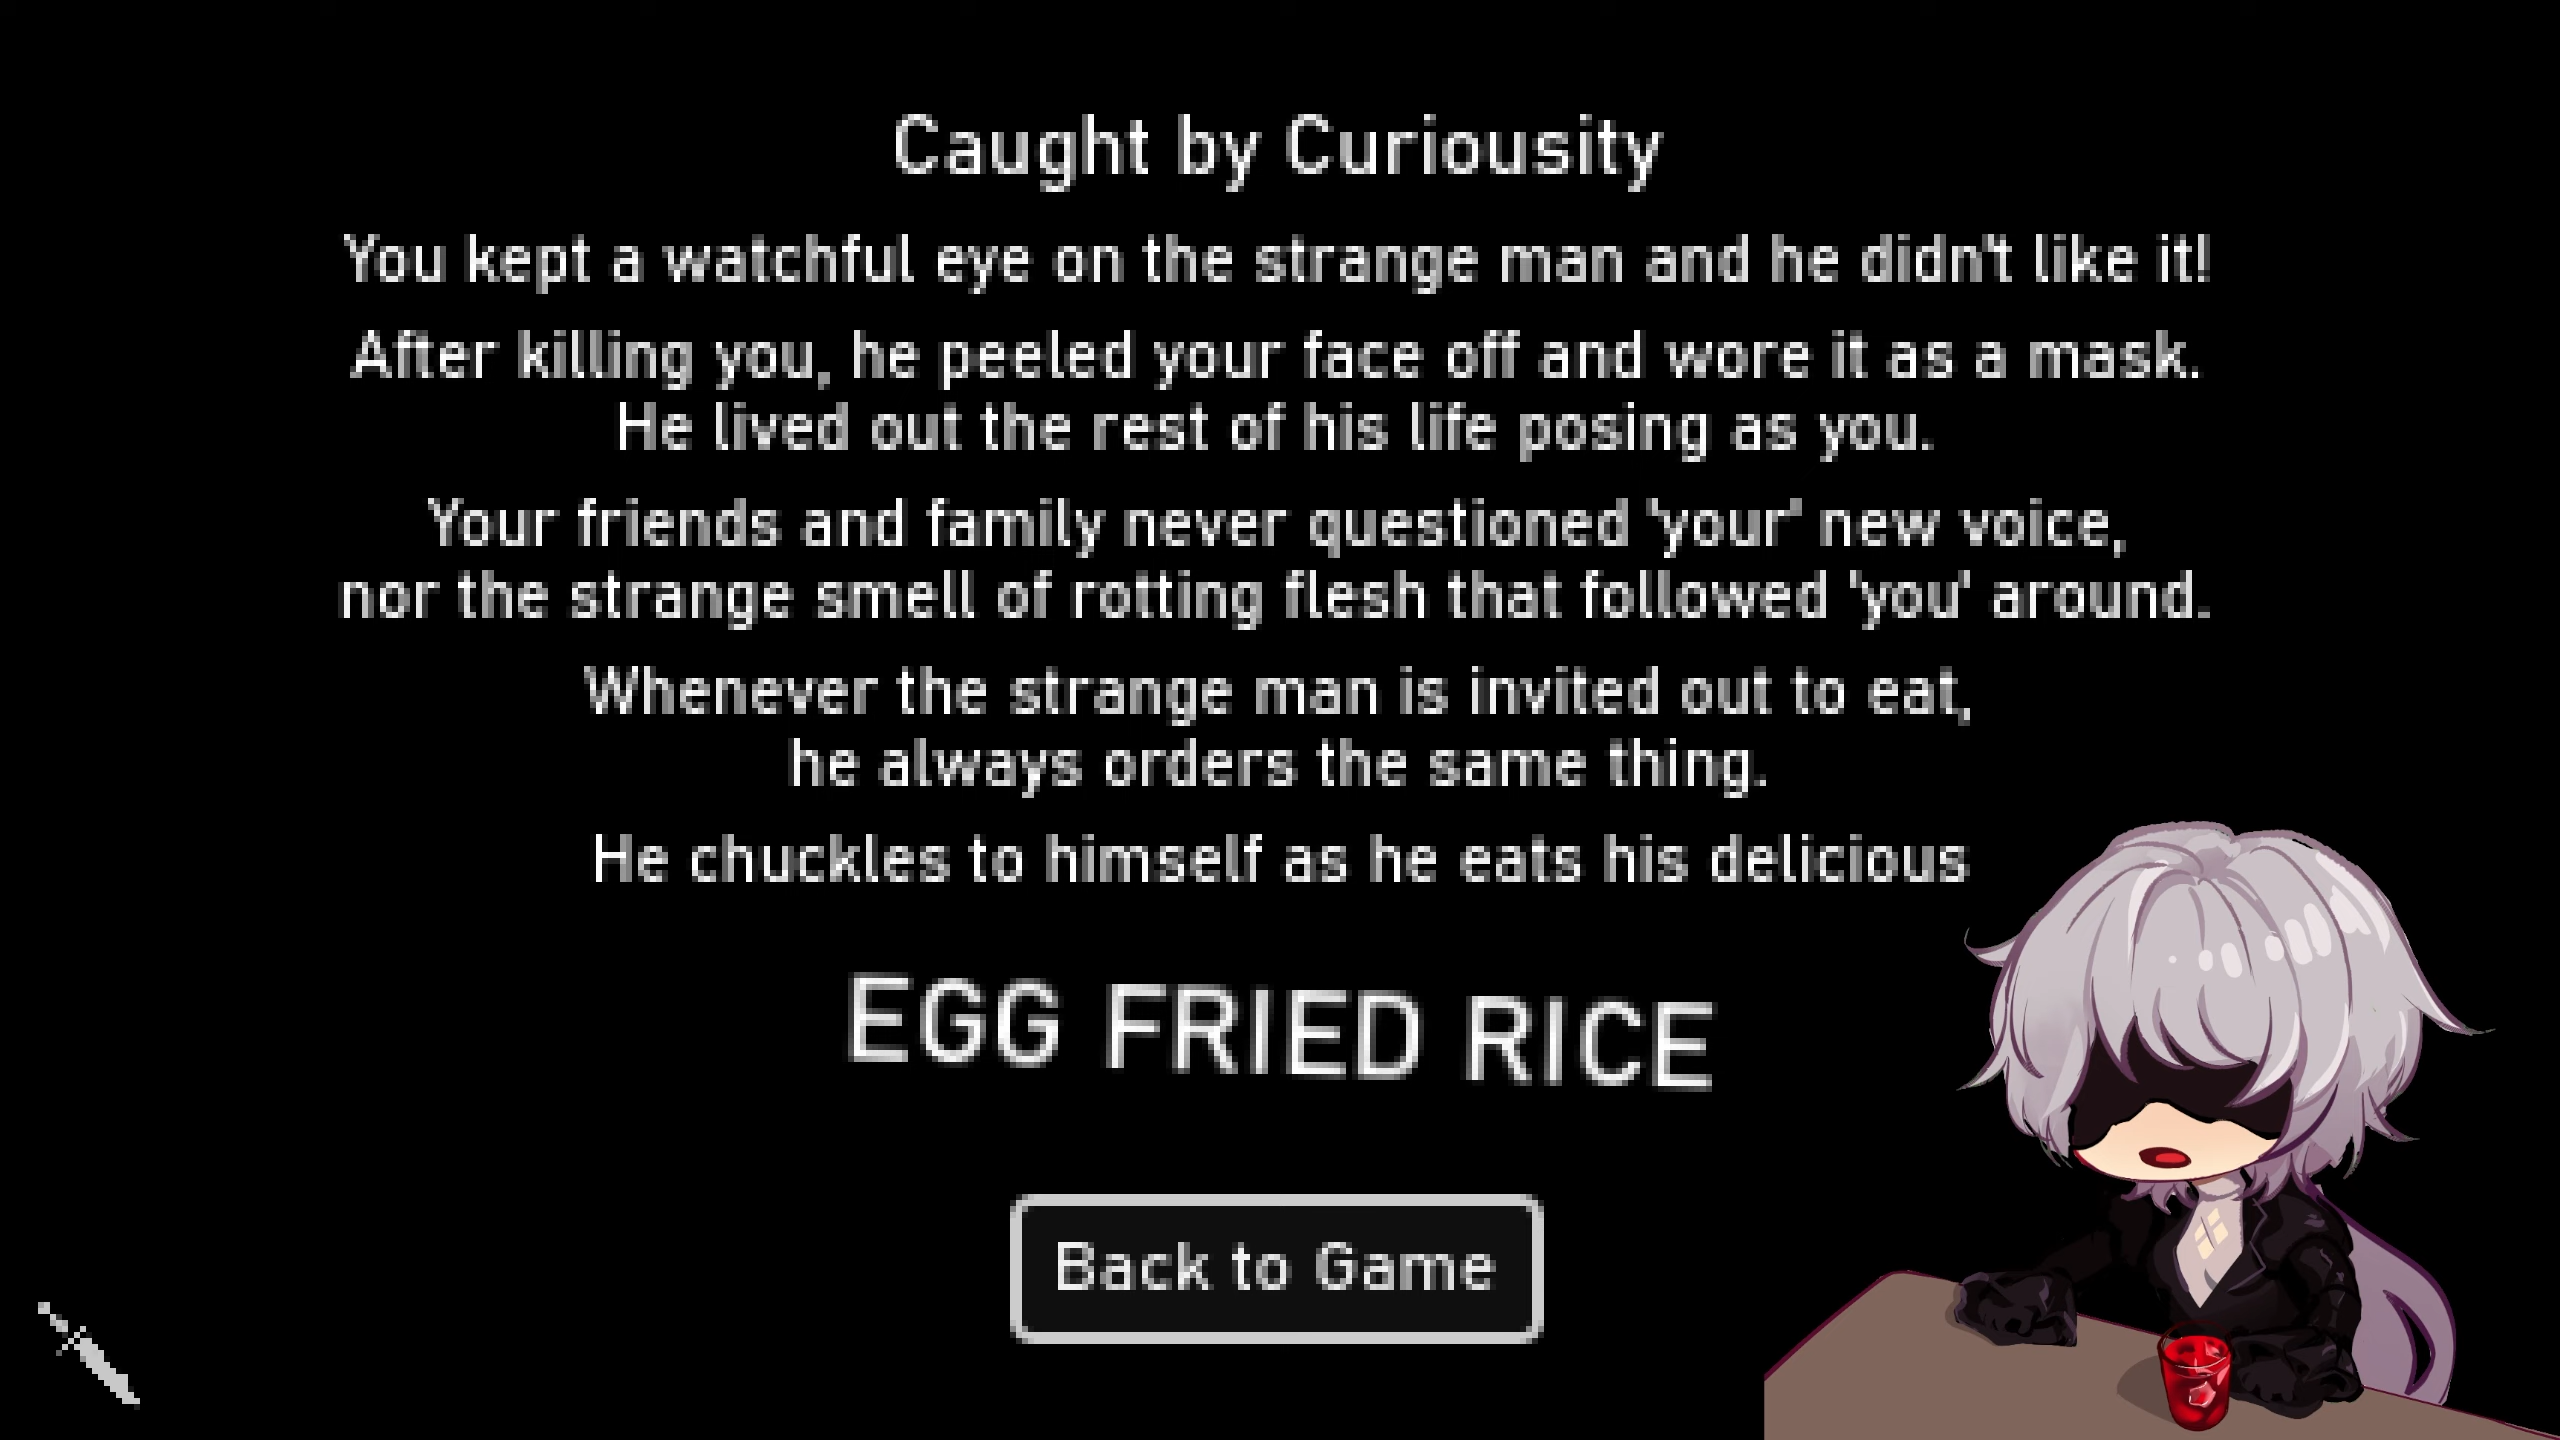 Caught by Curiousity
You kept a watchful eye on the strange man and he didn't like it!
After killing you, he peeled your face off and wore it as a mask.
He lived out the rest of his life posing as you.
Your friends and family never questioned 'your' new voice,
nor the strange smell of rotting flesh that followed 'you' around.
Whenever the strange man is invited out to eat,
he always orders the same thing.
He chuckles to himself as he eats his delicious
EGG FRIED RICE
Back to Game